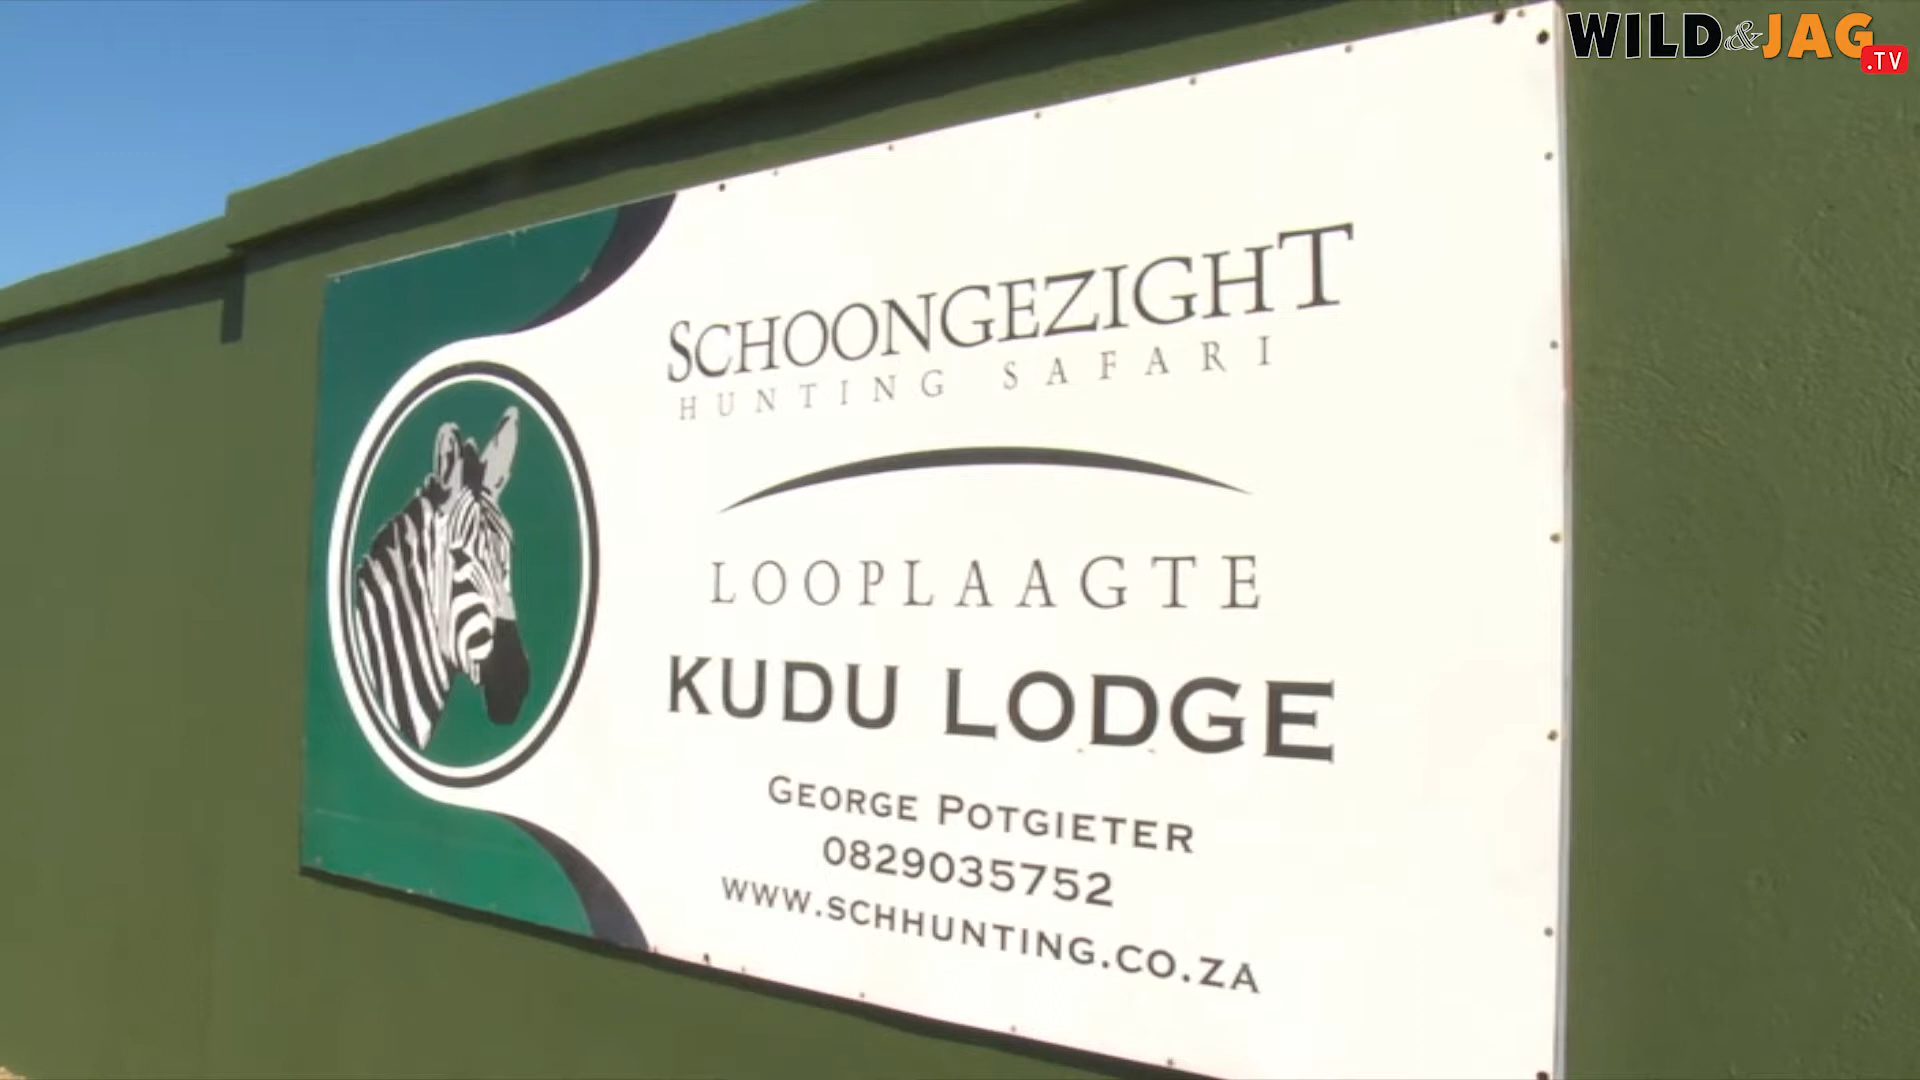 WILD&JAG
.TV
SCHOONGEZIGHT
HUNTING SAFARI
LOOPLAAGTE
KUDU LODGE
GEORGE POTGIETER
0829035752
WWW.SCHHUNTING.CO.ZA